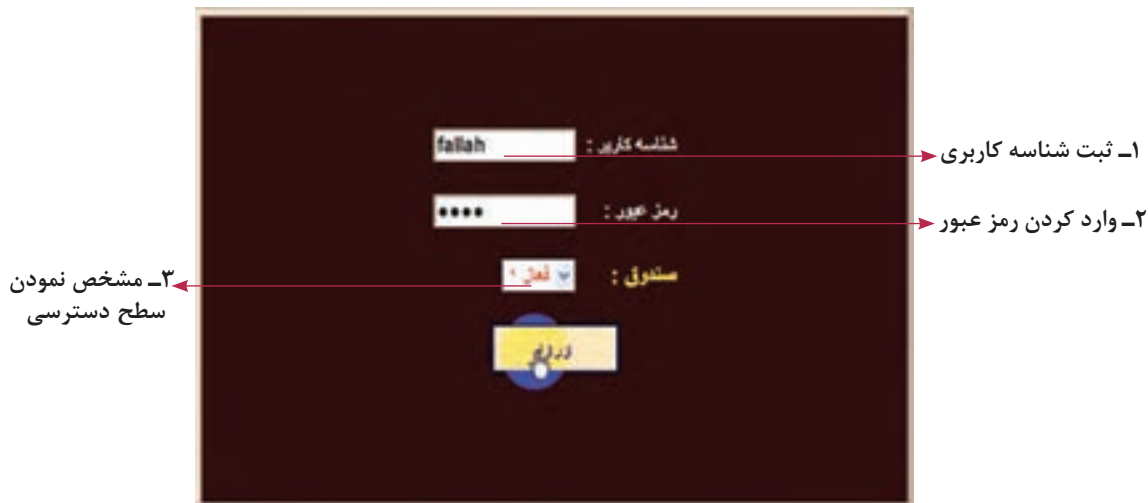 شناسه کاربر :
fallah
۱ـ ثبت شناسه کاربری
رمز عبور :
••••
۲ـ وارد کردن رمز عبور
صندوق :
فعلی
۳ـ مشخص نمودن
سطح دسترسی
ورود